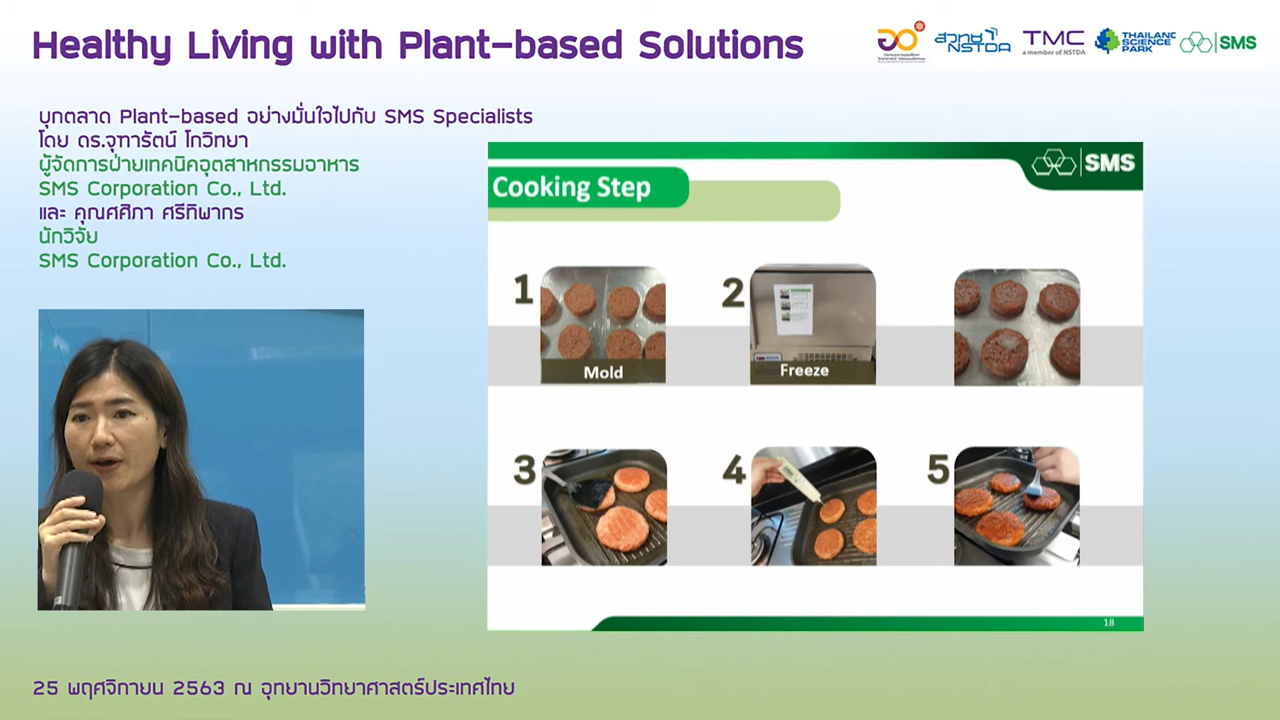 Healthy Living with Plant-based Solutions
สวทช
NSTDA
TMC
a member of NSTDA
THAILAND
SCIENCE
PARK
SMS
บุกตลาด Plant-based อย่างมั่นใจไปกับ SMS Specialists
โดย ดร.จุฑารัตน์ โกวิทยา
ผู้จัดการฝ่ายเทคนิคอุตสาหกรรมอาหาร
SMS Corporation Co., Ltd.
และ คุณศศิภา ศรีทิพากร
นักวิจัย
SMS Corporation Co., Ltd.
SMS
Cooking Step
1
2
Mold
Freeze
3
4
5
18
25 พฤศจิกายน 2563 ณ อุทยานวิทยาศาสตร์ประเทศไทย